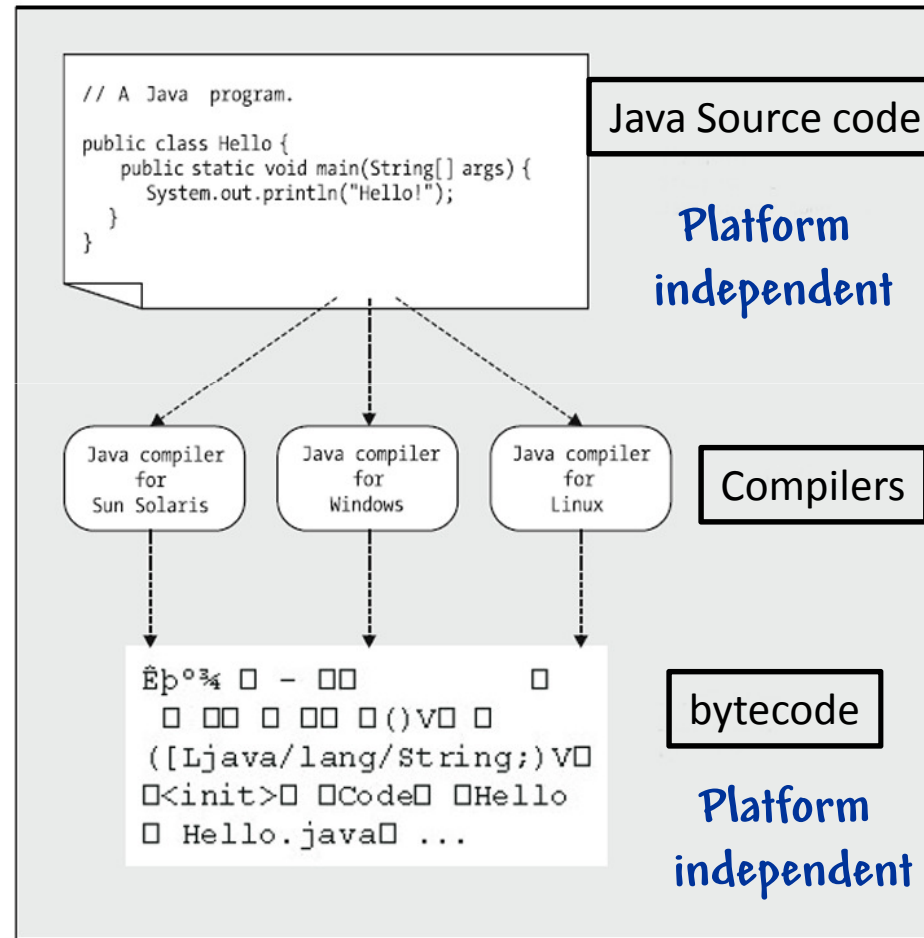 // A Java program.
public class Hello {
public static void main(String[] args) {
System.out.println("Hello!");
}
}
Java Source code
Platform
independent
Java compiler
for
Sun Solaris
Java compiler
for
Windows
Java compiler
for
Linux
Compilers
Êþº¾ □ - □□ □
□ □□ □ □□ □()V□ □
([Ljava/lang/String;)V□
□<init>□ □Code□ □Hello
□ Hello.java□ ...
bytecode
Platform
independent